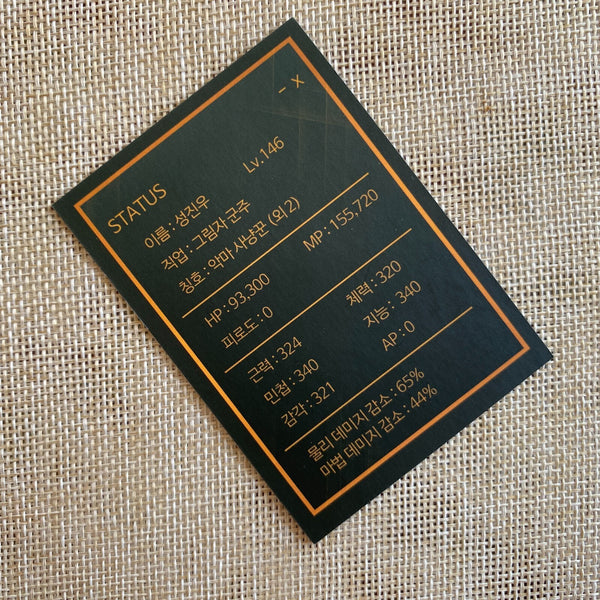 - x
STATUS
Lv.146
이름 : 성진우
직업 : 그림자 군주
칭호 : 악마 사냥꾼 (외 2)
HP : 93,300 MP : 155,720
피로도 : 0
근력 : 324 체력 : 320
민첩 : 340 지능 : 340
감각 : 321 AP : 0
물리 데미지 감소 : 65%
마법 데미지 감소 : 44%